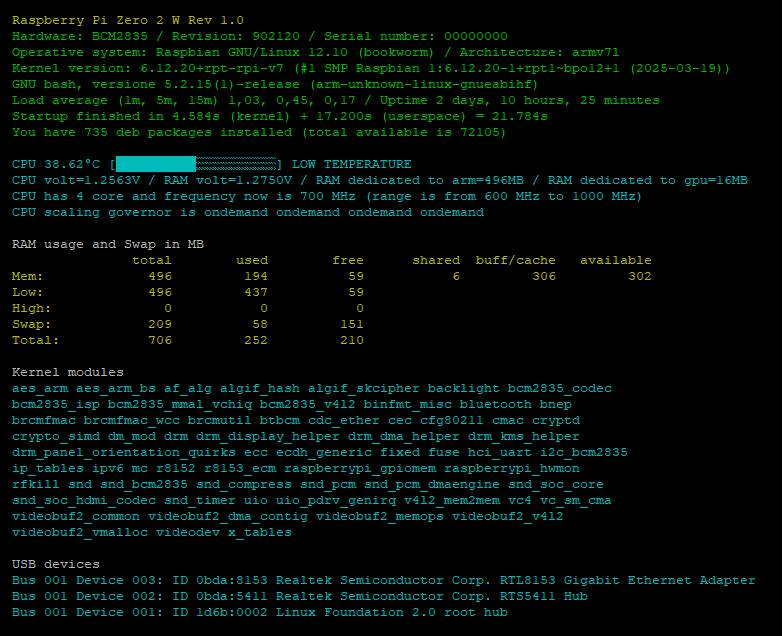 Raspberry Pi Zero 2 W Rev 1.0
Hardware: BCM2835 / Revision: 902120 / Serial number: 00000000
Operative system: Raspbian GNU/Linux 12.10 (bookworm) / Architecture: armv7l
Kernel version: 6.12.20+rpt-rpi-v7 (#1 SMP Raspbian 1:6.12.20-1+rpt1~bpo12+1 (2025-03-19))
GNU bash, versione 5.2.15(1)-release (arm-unknown-linux-gnueabihf)
Load average (1m, 5m, 15m) 1,03, 0,45, 0,17 / Uptime 2 days, 10 hours, 25 minutes
Startup finished in 4.584s (kernel) + 17.200s (userspace) = 21.784s
You have 735 deb packages installed (total available is 72105)
CPU 38.62°C [██████████▒▒▒▒▒▒▒▒▒▒] LOW TEMPERATURE
CPU volt=1.2563V / RAM volt=1.2750V / RAM dedicated to arm=496MB / RAM dedicated to gpu=16MB
CPU has 4 core and frequency now is 700 MHz (range is from 600 MHz to 1000 MHz)
CPU scaling governor is ondemand ondemand ondemand ondemand
RAM usage and Swap in MB
total used free shared buff/cache available
Mem: 496 194 59 6 306 302
Low: 496 437 59
High: 0 0 0
Swap: 209 58 151
Total: 706 252 210
Kernel modules
aes_arm aes_arm_bs af_alg algif_hash algif_skcipher backlight bcm2835_codec
bcm2835_isp bcm2835_mmal_vchiq bcm2835_v4l2 binfmt_misc bluetooth bnep
brcmfmac brcmfmac_wcc brcmutil btbcm cdc_ether cec cfg80211 cmac cryptd
crypto_simd dm_mod drm drm_display_helper drm_dma_helper drm_kms_helper
drm_panel_orientation_quirks ecc ecdh_generic fixed fuse hci_uart i2c_bcm2835
ip_tables ipv6 mc r8152 r8153_ecm raspberrypi_gpiomem raspberrypi_hwmon
rfkill snd snd_bcm2835 snd_compress snd_pcm snd_pcm_dmaengine snd_soc_core
snd_soc_hdmi_codec snd_timer uio uio_pdrv_genirq v4l2_mem2mem vc4 vc_sm_cma
videobuf2_common videobuf2_dma_contig videobuf2_memops videobuf2_v4l2
videobuf2_vmalloc videodev x_tables
USB devices
Bus 001 Device 003: ID 0bda:8153 Realtek Semiconductor Corp. RTL8153 Gigabit Ethernet Adapter
Bus 001 Device 002: ID 0bda:5411 Realtek Semiconductor Corp. RTS5411 Hub
Bus 001 Device 001: ID 1d6b:0002 Linux Foundation 2.0 root hub